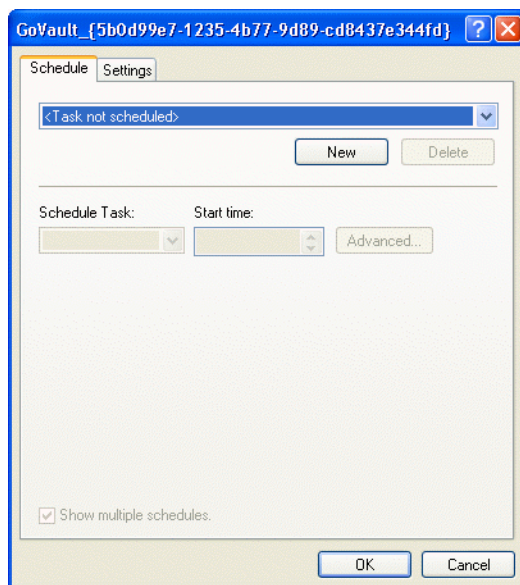 GoVault_{5b0d99e7-1235-4b77-9d89-cd8437e344fd}
Schedule Settings
<Task not scheduled>
New Delete
Schedule Task: Start time:
Advanced...
Show multiple schedules.
OK Cancel